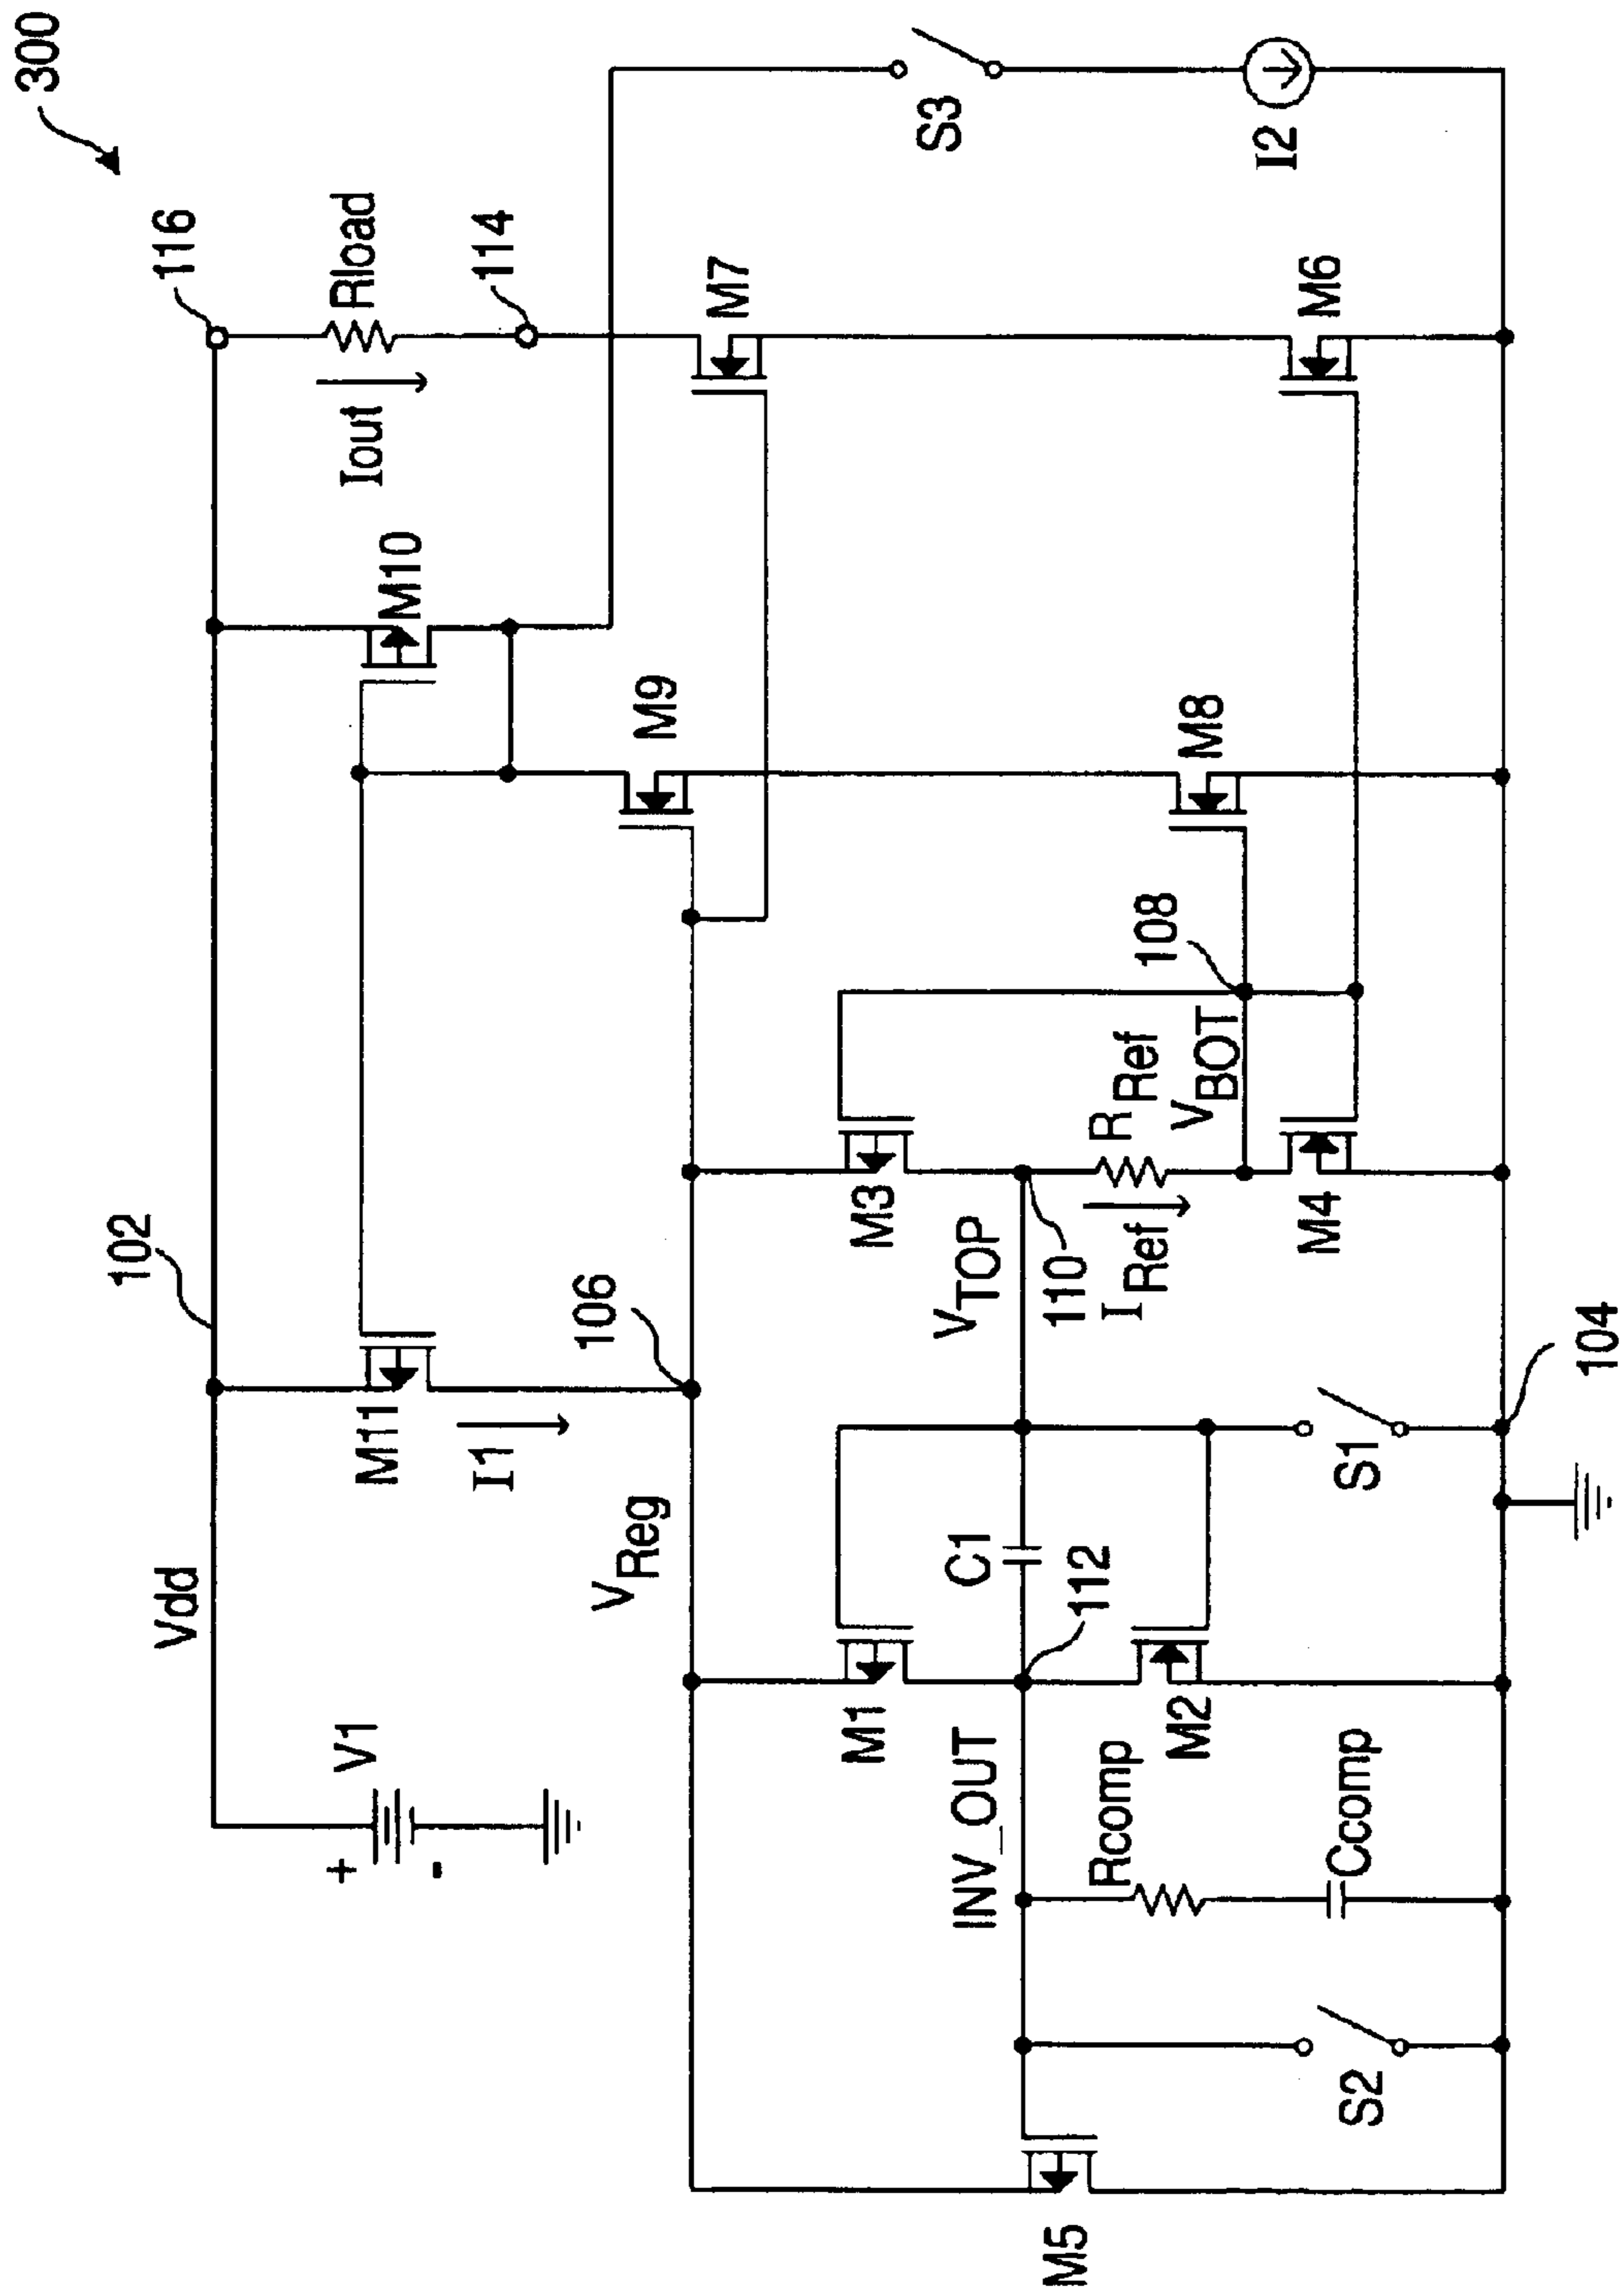 300
116
Rload
114
Iout
M7
M6
S3
I2
M10
M9
M8
102
Vdd
V1
+
-
M11
I1
106
VReg
108
VBOT
RRef
IRef
M3
M4
VTOP
110
104
S1
C1
112
M1
M2
INV_OUT
Rcomp
Ccomp
S2
M5